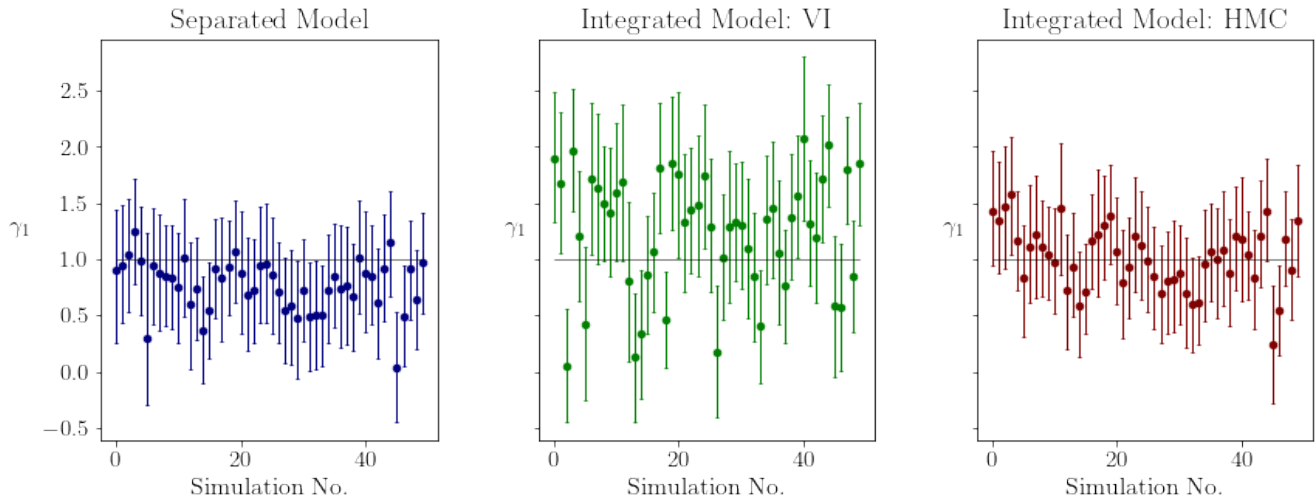 Separated Model
Integrated Model: VI
Integrated Model: HMC
2.5
2.0
1.5
1.0
0.5
0.0
−0.5
γ1
γ1
γ1
0 20 40
0 20 40
0 20 40
Simulation No.
Simulation No.
Simulation No.